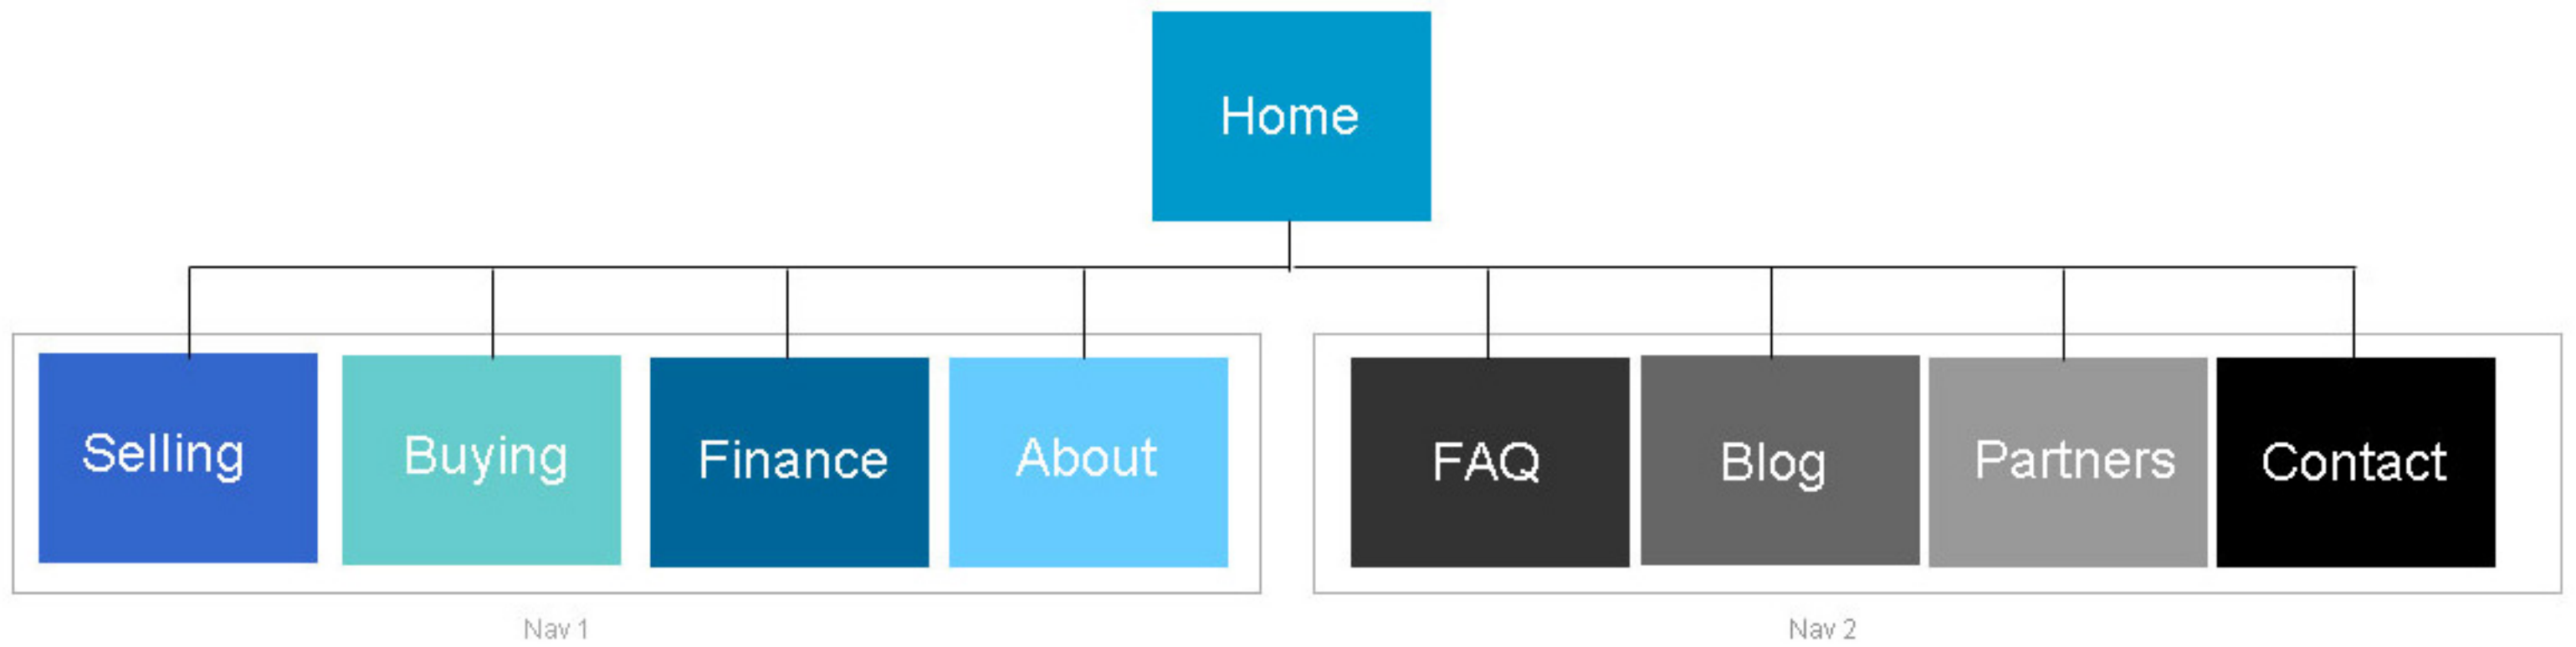 Home
Selling
Buying
Finance
About
FAQ
Blog
Partners
Contact
Nav 1
Nav 2